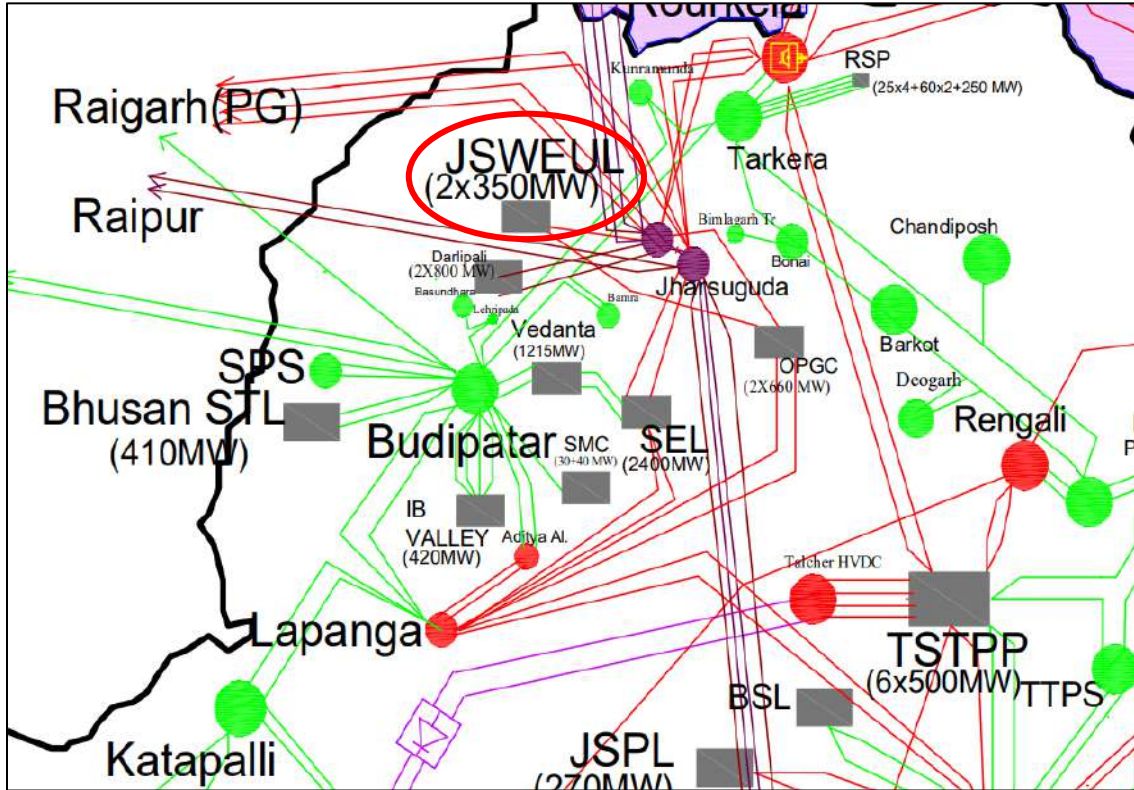 Rourkela
Kunramunda
RSP
(25x4+60x2+250 MW)
Raigarh(PG)
JSWEUL
(2x350MW)
Tarkera
Raipur
Bimlagarh Tr
Chandiposh
Darlipali
(2X800 MW)
Bonai
Basundhara
Jharsuguda
Lehripada
Bamra
Vedanta
(1215MW)
Barkot
SPS
OPGC
(2X660 MW)
Deogarh
Bhusan STL
(410MW)
Rengali
Budipatar
SMC
(30+40 MW)
SEL
(2400MW)
P
IB
VALLEY
(420MW)
Aditya Al.
Talcher HVDC
Lapanga
TSTPP
(6x500MW)
TTPS
BSL
Katapalli
JSPL
(270MW)